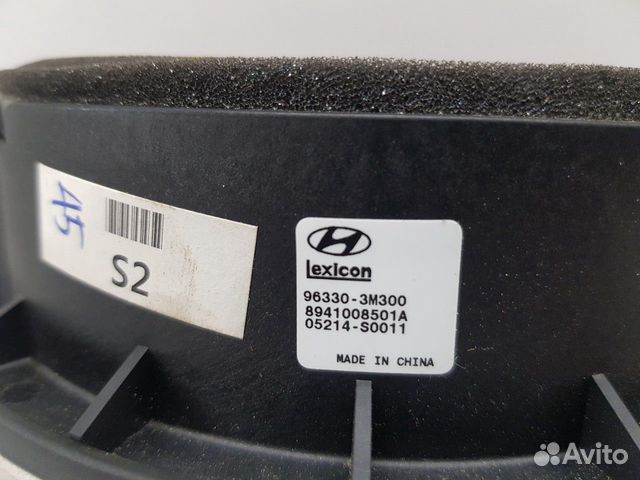 45
S2
Lexicon
96330-3M300
8941008501A
05214-S0011
MADE IN CHINA
Avito